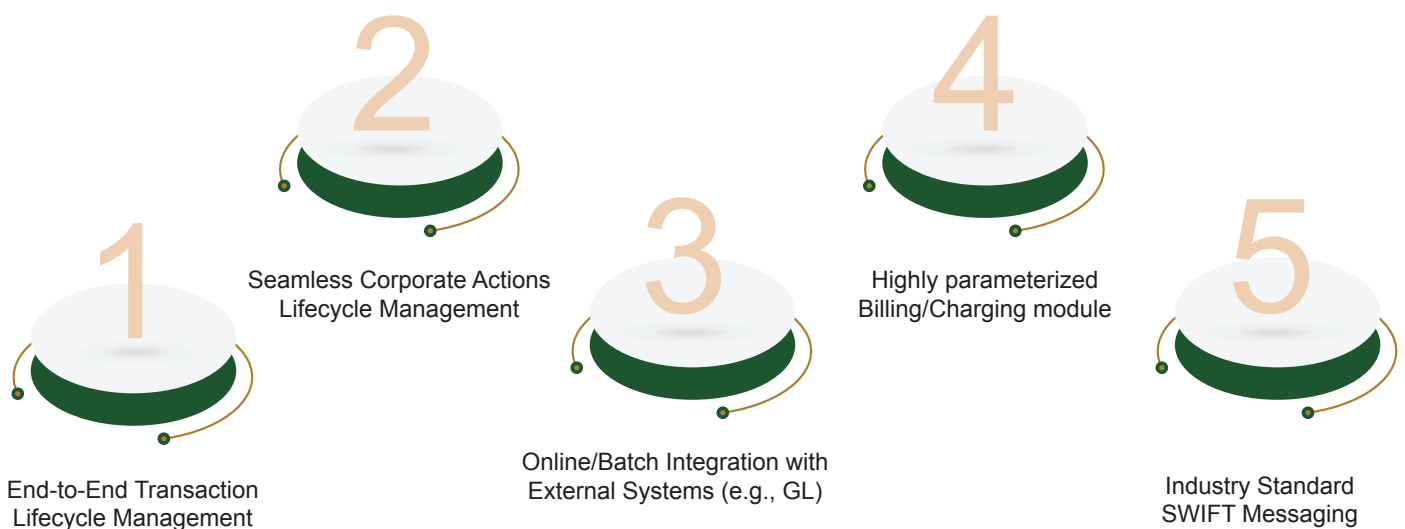 1
End-to-End Transaction
Lifecycle Management
2
Seamless Corporate Actions
Lifecycle Management
3
Online/Batch Integration with
External Systems (e.g., GL)
4
Highly parameterized
Billing/Charging module
5
Industry Standard
SWIFT Messaging